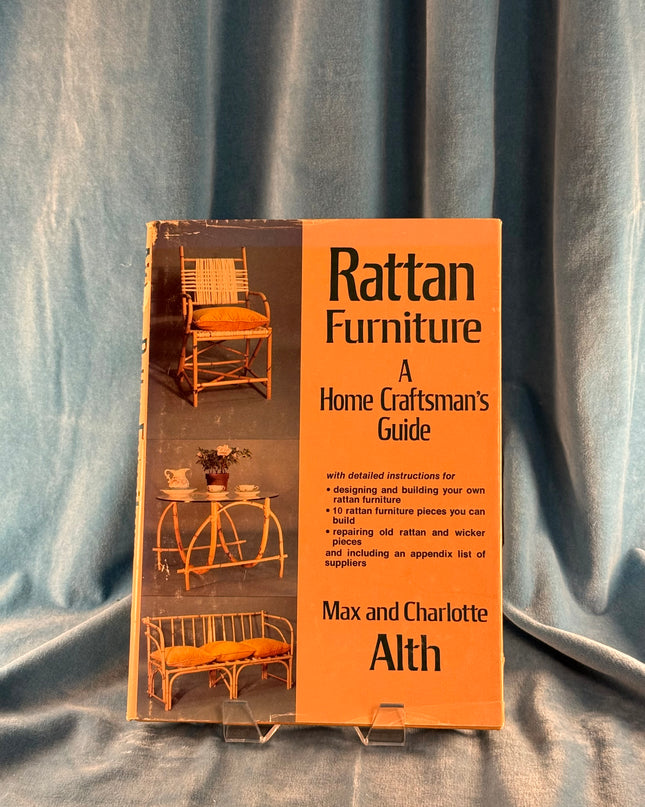 Rattan
Furniture
A
Home Craftsman's
Guide
with detailed instructions for
• designing and building your own
rattan furniture
• 10 rattan furniture pieces you can
build
• repairing old rattan and wicker
pieces
and including an appendix list of
suppliers
Max and Charlotte
Alth